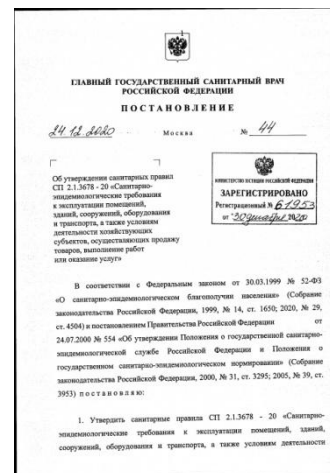 ГЛАВНЫЙ ГОСУДАРСТВЕННЫЙ САНИТАРНЫЙ ВРАЧ
РОССИЙСКОЙ ФЕДЕРАЦИИ
ПОСТАНОВЛЕНИЕ
24.12.2020
Москва
№ 44
Об утверждении санитарных правил
СП 2.1.3678 - 20 «Санитарно-
эпидемиологические требования
к эксплуатации помещений,
зданий, сооружений, оборудования
и транспорта, а также условиям
деятельности хозяйствующих
субъектов, осуществляющих продажу
товаров, выполнение работ
или оказание услуг»
МИНИСТЕРСТВО ЮСТИЦИИ РОССИЙСКОЙ ФЕДЕРАЦИИ
ЗАРЕГИСТРИРОВАНО
Регистрационный № 61953
от "30 декабря 2020
В соответствии с Федеральным законом от 30.03.1999 № 52-ФЗ
«О санитарно-эпидемиологическом благополучии населения» (Собрание
законодательства Российской Федерации, 1999, № 14, ст. 1650; 2020, № 29,
ст. 4504) и постановлением Правительства Российской Федерации от
24.07.2000 № 554 «Об утверждении Положения о государственной санитарно-
эпидемиологической службе Российской Федерации и Положения о
государственном санитарно-эпидемиологическом нормировании» (Собрание
законодательства Российской Федерации, 2000, № 31, ст. 3295; 2005, № 39, ст.
3953) постановляю:
1. Утвердить санитарные правила СП 2.1.3678 - 20 «Санитарно-
эпидемиологические требования к эксплуатации помещений, зданий,
сооружений, оборудования и транспорта, а также условиям деятельности